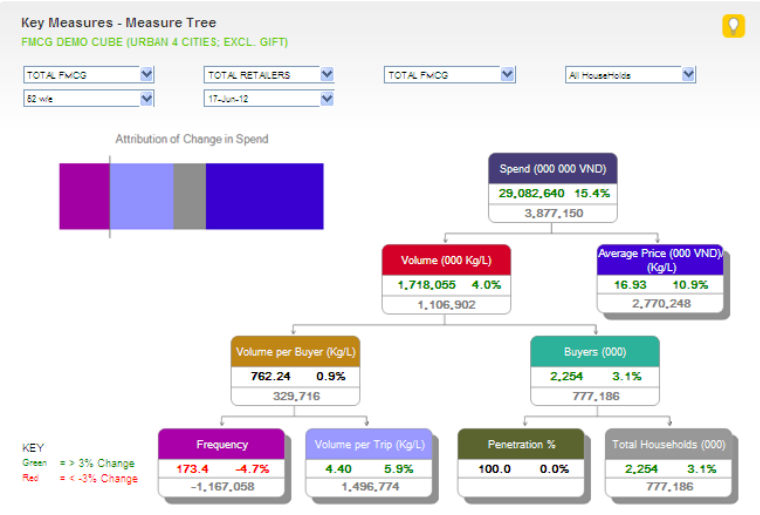 Key Measures - Measure Tree
FMCG DEMO CUBE (URBAN 4 CITIES; EXCL. GIFT)
TOTAL FMCG
TOTAL RETAILERS
TOTAL FMCG
All HouseHolds
52 w/e
17-Jun-12
Attribution of Change in Spend
Spend (000 000 VND)
29,082,640 15.4%
3,877,150
Volume (000 Kg/L)
1,718,055 4.0%
1,106,902
Average Price (000 VND)/
(Kg/L)
16.93 10.9%
2,770,248
Volume per Buyer (Kg/L)
762.24 0.9%
329,716
Buyers (000)
2,254 3.1%
777,186
Frequency
173.4 -4.7%
-1,167,058
Volume per Trip (Kg/L)
4.40 5.9%
1,496,774
Penetration %
100.0 0.0%
Total Households (000)
2,254 3.1%
777,186
KEY
Green = > 3% Change
Red = < -3% Change